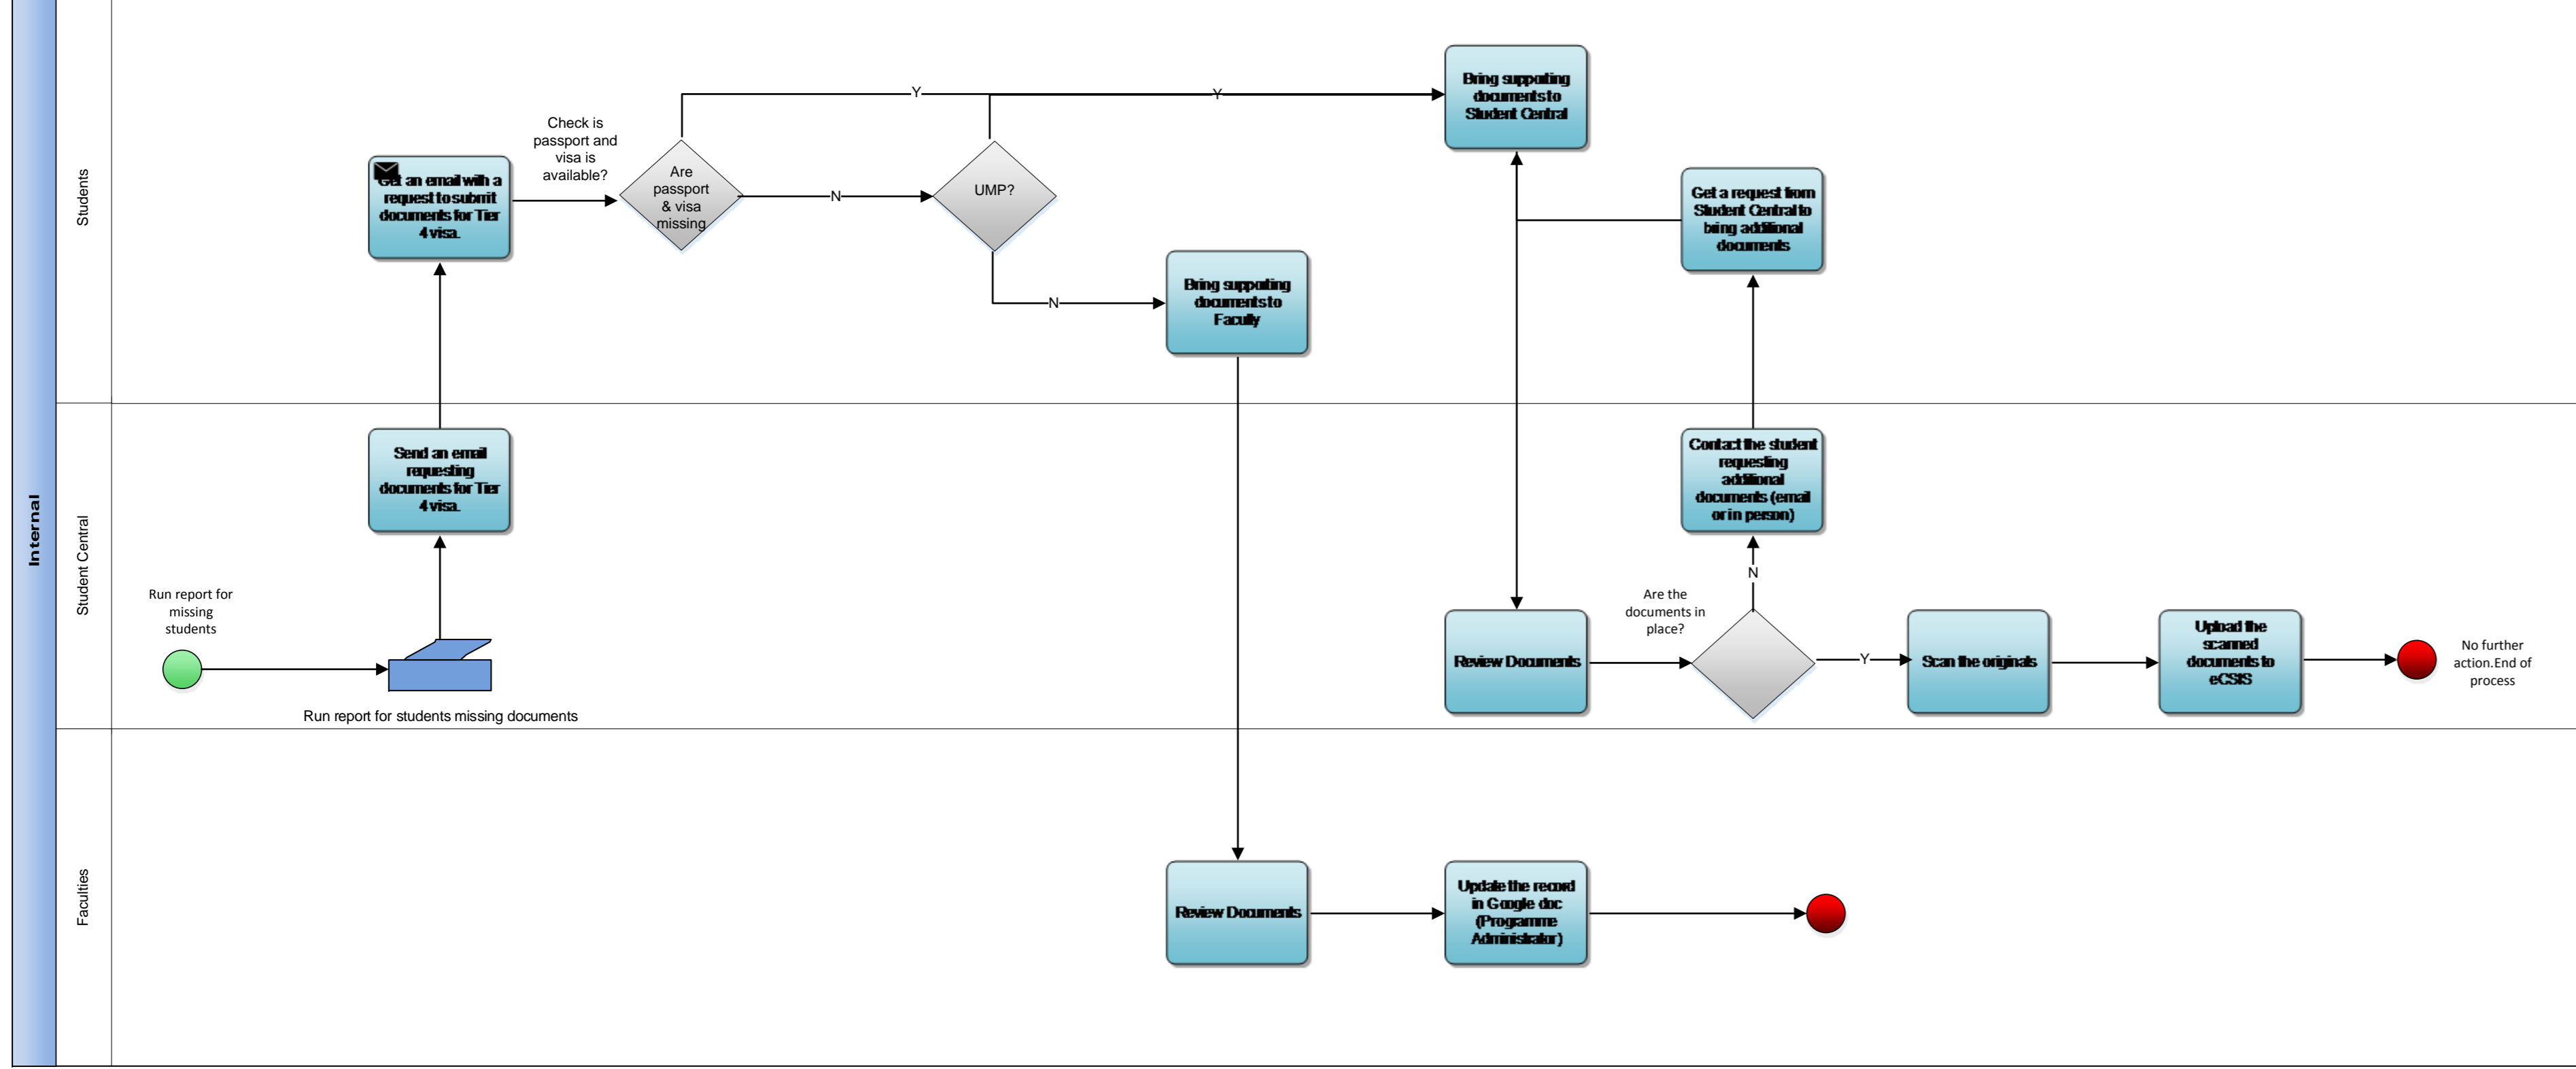 Internal
Students
Student Central
Faculties
Get an email with a
request to submit
documents for Tier
4 visa.
Check is
passport and
visa is
available?
Are
passport
& visa
missing
Y
N
UMP?
Y
N
Bring supporting
documents to
Student Central
Bring supporting
documents to
Faculty
Get a request from
Student Central to
bring additional
documents
Send an email
requesting
documents for Tier
4 visa.
Contact the student
requesting
additional
documents (email
or in person)
Run report for
missing
students
Run report for students missing documents
Review Documents
Are the
documents in
place?
N
Y
Scan the originals
Upload the
scanned
documents to
eCSIS
No further
action.End of
process
Review Documents
Update the record
in Google doc
(Programme
Administrator)